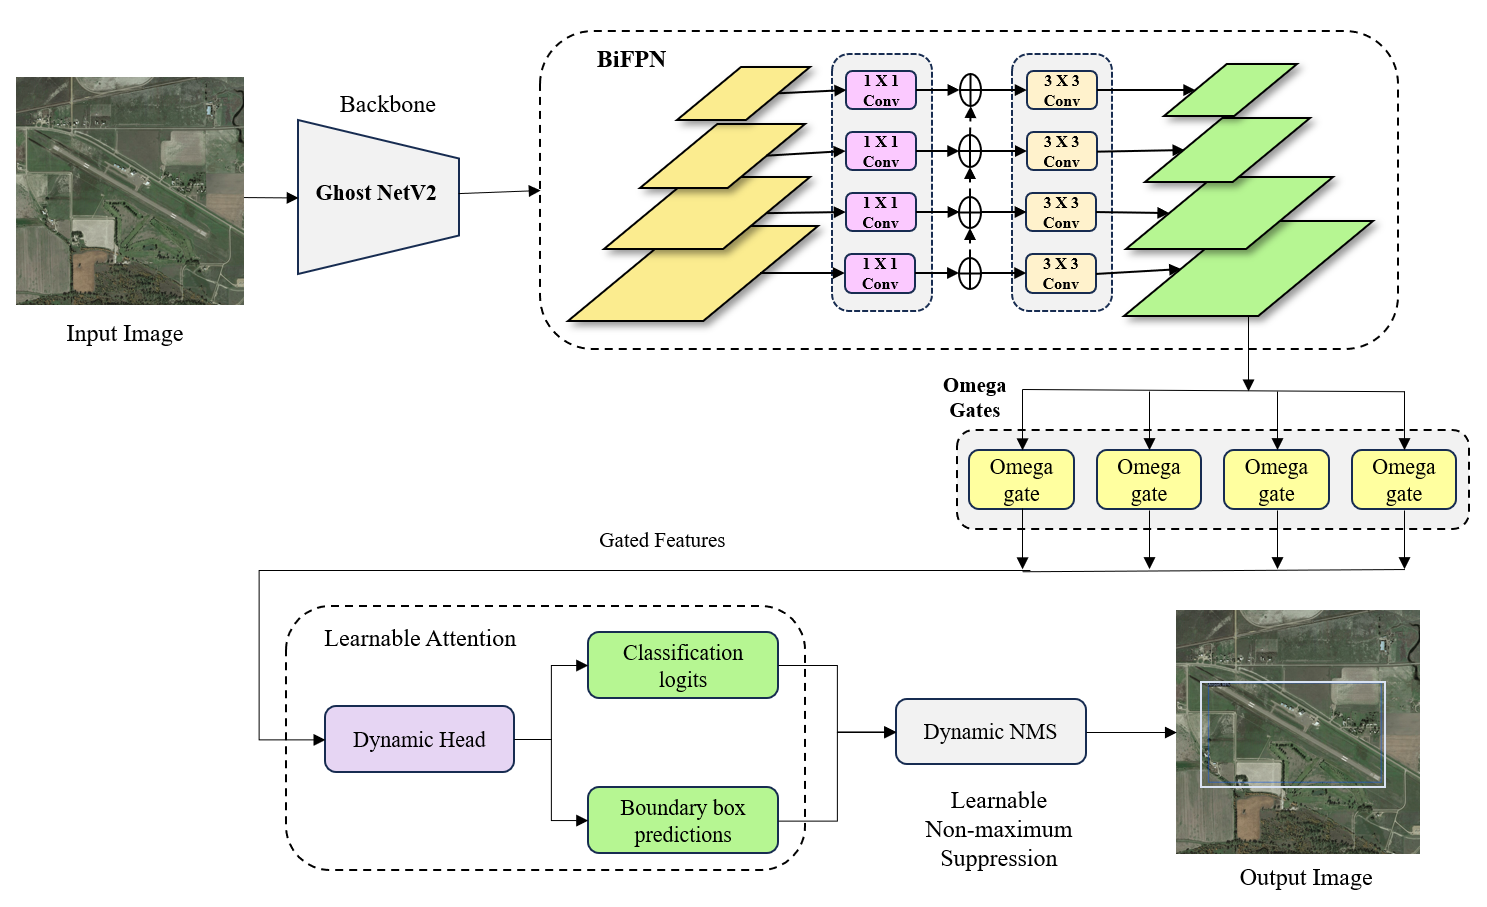 BiFPN
Backbone
Ghost NetV2
Input Image
1 X 1
Conv
3 X 3
Conv
1 X 1
Conv
3 X 3
Conv
1 X 1
Conv
3 X 3
Conv
1 X 1
Conv
3 X 3
Conv
Omega
Gates
Omega
gate
Omega
gate
Omega
gate
Omega
gate
Gated Features
Learnable Attention
Dynamic Head
Classification
logits
Boundary box
predictions
Dynamic NMS
Learnable
Non-maximum
Suppression
Output Image